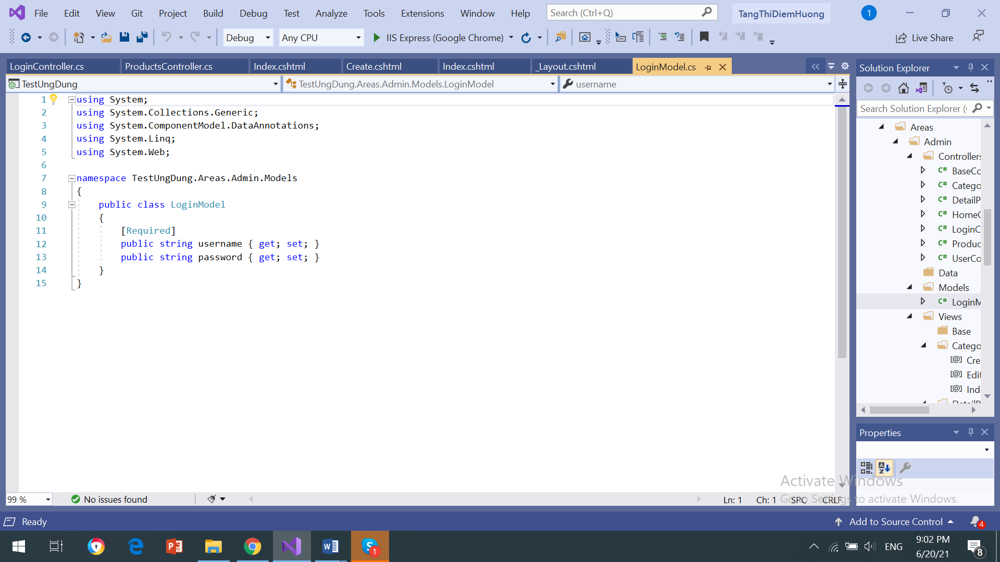 File Edit View Git Project Build Debug Test Analyze Tools Extensions Window Help Search (Ctrl+Q) TangThiDiemHuong 1
Debug Any CPU IIS Express (Google Chrome) Live Share
LoginController.cs ProductsController.cs Index.cshtml Create.cshtml Index.cshtml _Layout.cshtml LoginModel.cs
TestUngDung TestUngDung.Areas.Admin.Models.LoginModel username
1 using System;
2 using System.Collections.Generic;
3 using System.ComponentModel.DataAnnotations;
4 using System.Linq;
5 using System.Web;
6
7 namespace TestUngDung.Areas.Admin.Models
8 {
9 public class LoginModel
10 {
11 [Required]
12 public string username { get; set; }
13 public string password { get; set; }
14 }
15 }
99 % No issues found Ln: 1 Ch: 1 SPC CRLF
Solution Explorer
Search Solution Explorer (
Areas
Admin
Controllers
C# BaseCo
C# Catego
C# DetailP
C# HomeC
C# LoginC
C# Produc
C# UserCo
Data
Models
C# LoginM
Views
Base
Catego
[@] Cre
[@] Edit
[@] Ind
DetailP
Properties
Activate Windows
Go to Settings to activate Windows.
Ready Add to Source Control 4
1 ENG 9:02 PM
6/20/21 8